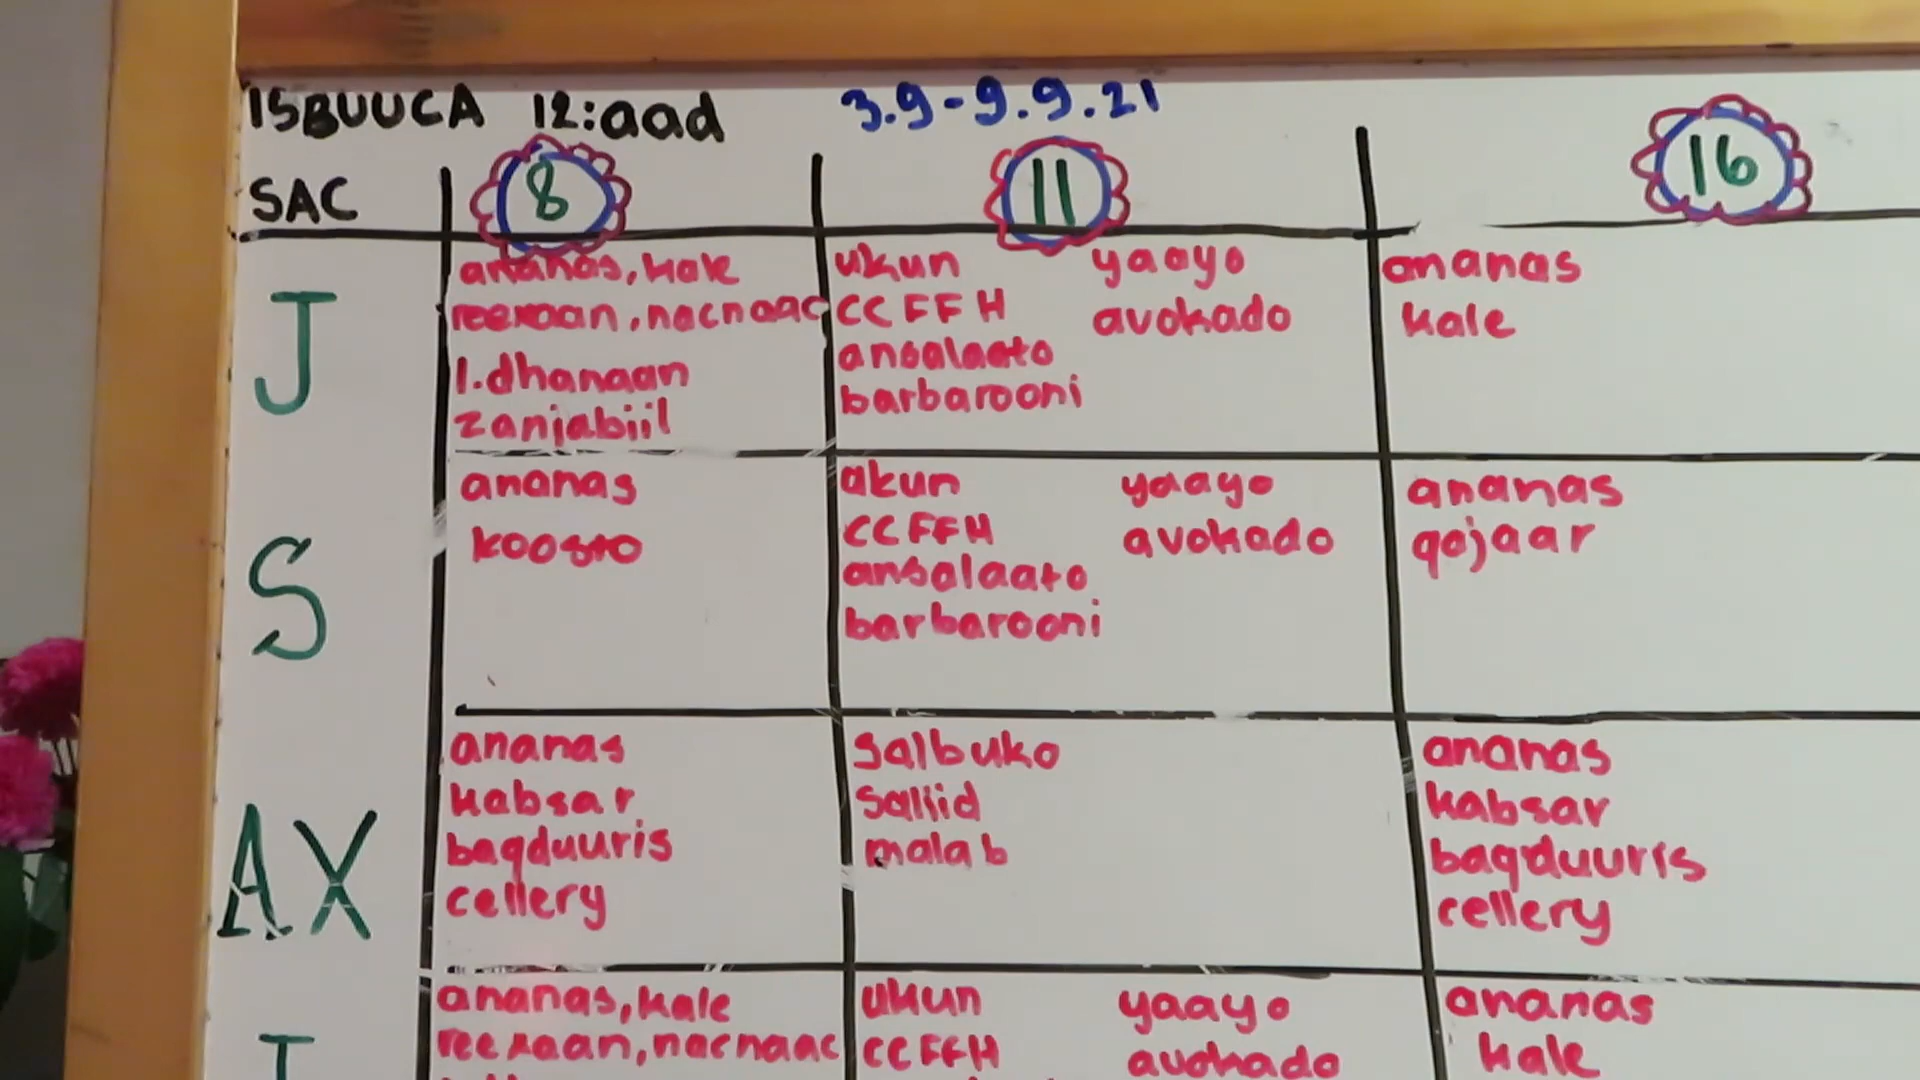 ISBUUCA 12:aad 3.9-9.9.21
SAC 8 11 16
J
ananas, kale
reexaan, nacnaac
l.dhanaan
zanjabiil
ukun
CCFFH
ansalaato
barbarooni
yaayo
avokado
ananas
kale
S
ananas
koosto
ukun
CCFFH
ansalaato
barbarooni
yaayo
avokado
ananas
qajaar
AX
ananas
kabsar
baqduuris
cellery
salbuko
sallid
malab
ananas
kabsar
baqduuris
cellery
ananas, kale
reexaan, nacnaac
ukun
CCFFH
yaayo
avokado
ananas
kale